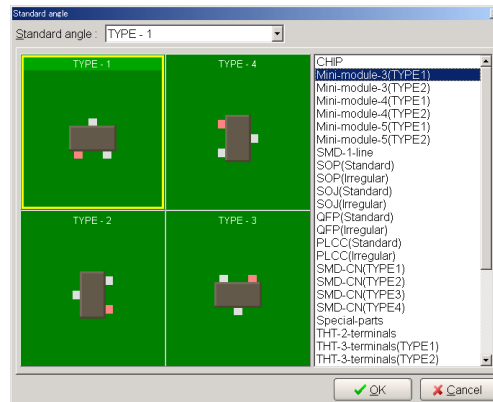 Standard angle
Standard angle : TYPE - 1
TYPE - 1
TYPE - 4
TYPE - 2
TYPE - 3
CHIP
Mini-module-3(TYPE1)
Mini-module-3(TYPE2)
Mini-module-4(TYPE1)
Mini-module-4(TYPE2)
Mini-module-5(TYPE1)
Mini-module-5(TYPE2)
SMD-1-line
SOP(Standard)
SOP(Irregular)
SOJ(Standard)
SOJ(Irregular)
QFP(Standard)
QFP(Irregular)
PLCC(Standard)
PLCC(Irregular)
SMD-CN(TYPE1)
SMD-CN(TYPE2)
SMD-CN(TYPE3)
SMD-CN(TYPE4)
Special-parts
THT-2-terminals
THT-3-terminals(TYPE1)
THT-3-terminals(TYPE2)
OK
Cancel